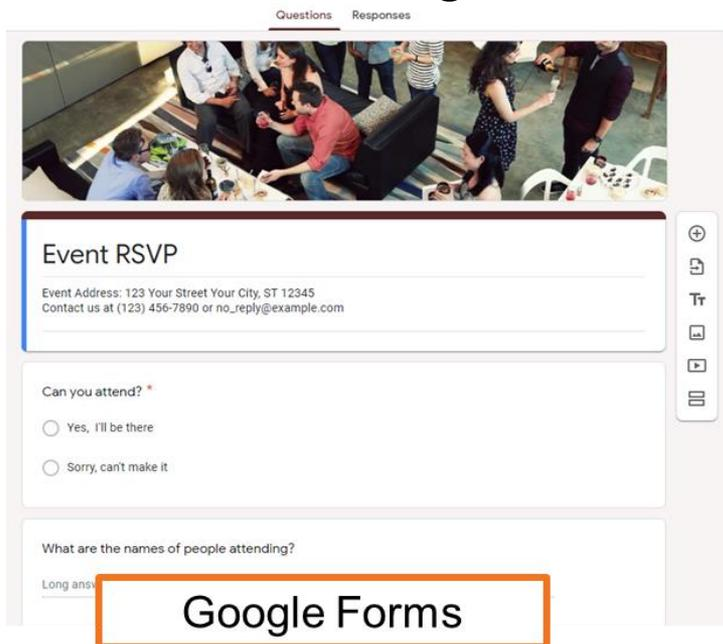 Questions Responses
Event RSVP
Event Address: 123 Your Street Your City, ST 12345
Contact us at (123) 456-7890 or no_reply@example.com
Can you attend? *
Yes, I'll be there
Sorry, can't make it
What are the names of people attending?
Long
Google Forms